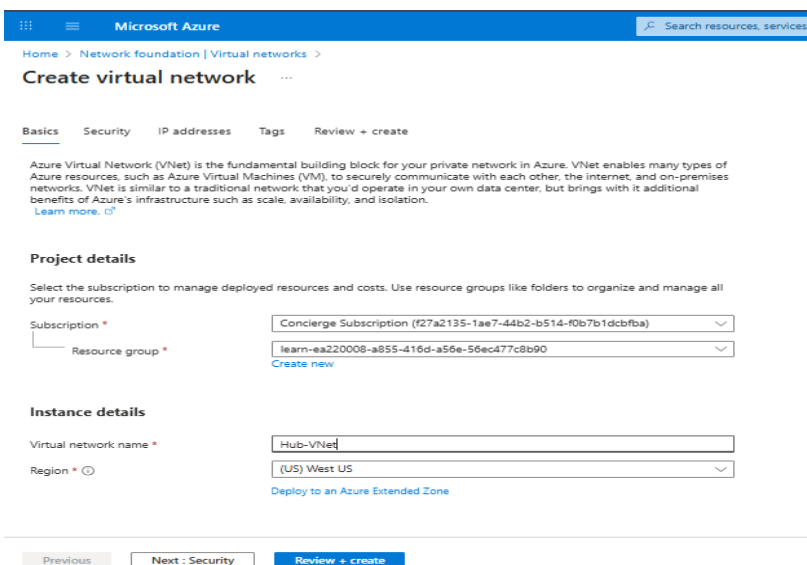 Microsoft Azure
Search resources, services
Home > Network foundation | Virtual networks >
Create virtual network ...
Basics Security IP addresses Tags Review + create
Azure Virtual Network (VNet) is the fundamental building block for your private network in Azure. VNet enables many types of
Azure resources, such as Azure Virtual Machines (VM), to securely communicate with each other, the internet, and on-premises
networks. VNet is similar to a traditional network that you'd operate in your own data center, but brings with it additional
benefits of Azure's infrastructure such as scale, availability, and isolation.
Learn more.
Project details
Select the subscription to manage deployed resources and costs. Use resource groups like folders to organize and manage all
your resources.
Subscription * Concierge Subscription (f27a2135-1ae7-44b2-b514-f0b7b1dcbfba)
Resource group * learn-ea220008-a855-416d-a56e-56ec477c8b90
Create new
Instance details
Virtual network name * Hub-VNet
Region * (US) West US
Deploy to an Azure Extended Zone
Previous Next : Security Review + create